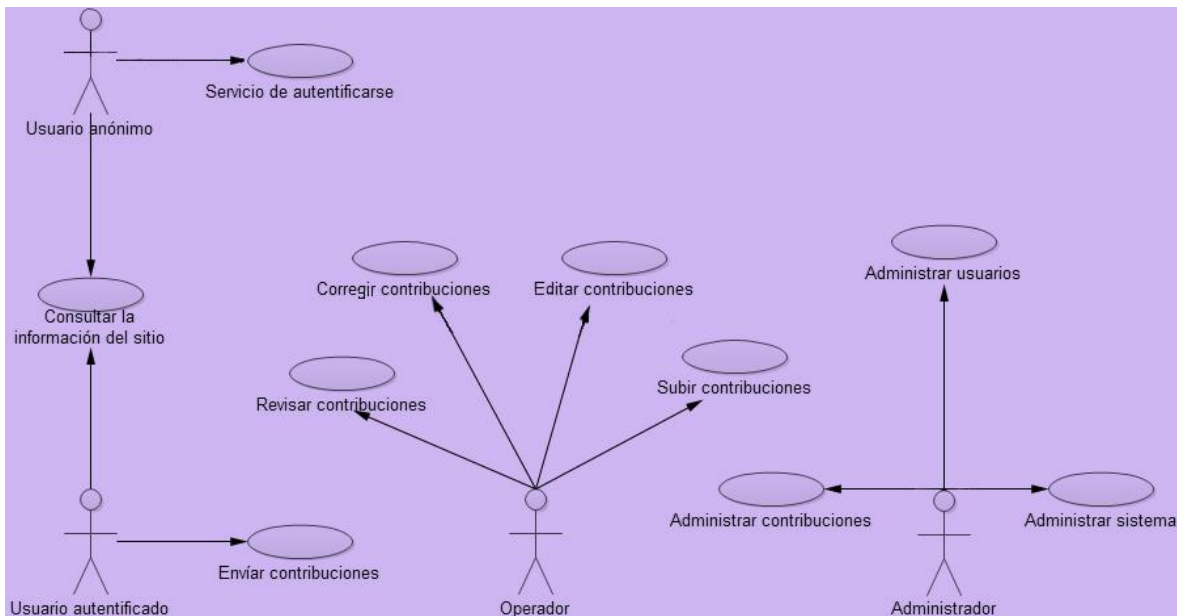 Servicio de autentificarse
Usuario anónimo
Administrar usuarios
Corregir contribuciones
Editar contribuciones
Consultar la
información del sitio
Subir contribuciones
Revisar contribuciones
Administrar contribuciones
Administrar sistema
Envíar contribuciones
Usuario autentificado
Operador
Administrador